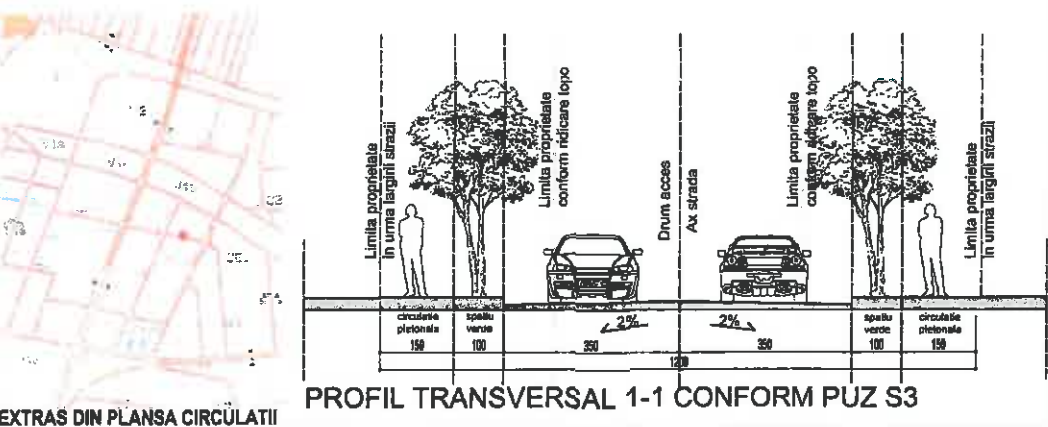 Limita proprietate
in urma largirii strazii
Limita proprietate
conform ridicare topo
Drum acces
Ax strada
Limita proprietate
conform ridicare topo
Limita proprietate
in urma largirii strazii
circulatie
pietonala
150
spatiu
verde
100
350
2%
2%
350
spatiu
verde
100
circulatie
pietonala
150
1200
EXTRAS DIN PLANSA CIRCULATII
PROFIL TRANSVERSAL 1-1 CONFORM PUZ S3